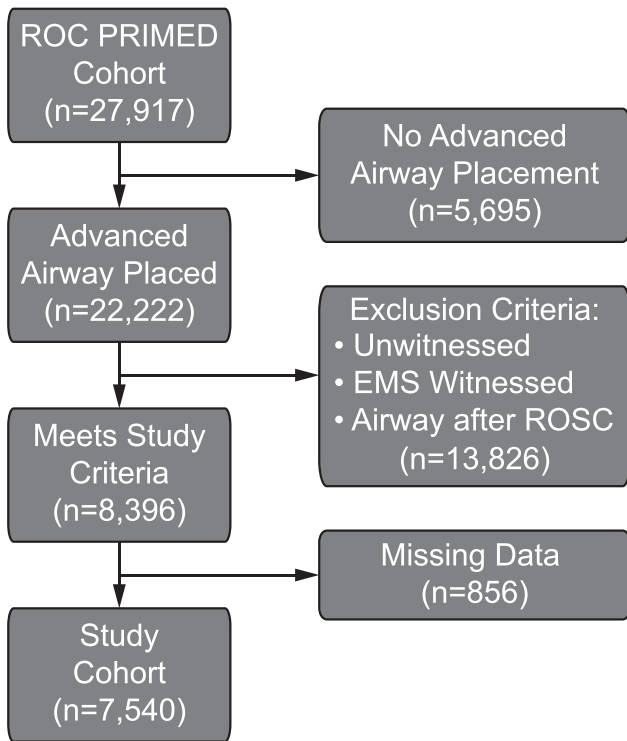 ROC PRIMED
Cohort
(n=27,917)
No Advanced
Airway Placement
(n=5,695)
Advanced
Airway Placed
(n=22,222)
Exclusion Criteria:
• Unwitnessed
• EMS Witnessed
• Airway after ROSC
(n=13,826)
Meets Study
Criteria
(n=8,396)
Missing Data
(n=856)
Study
Cohort
(n=7,540)